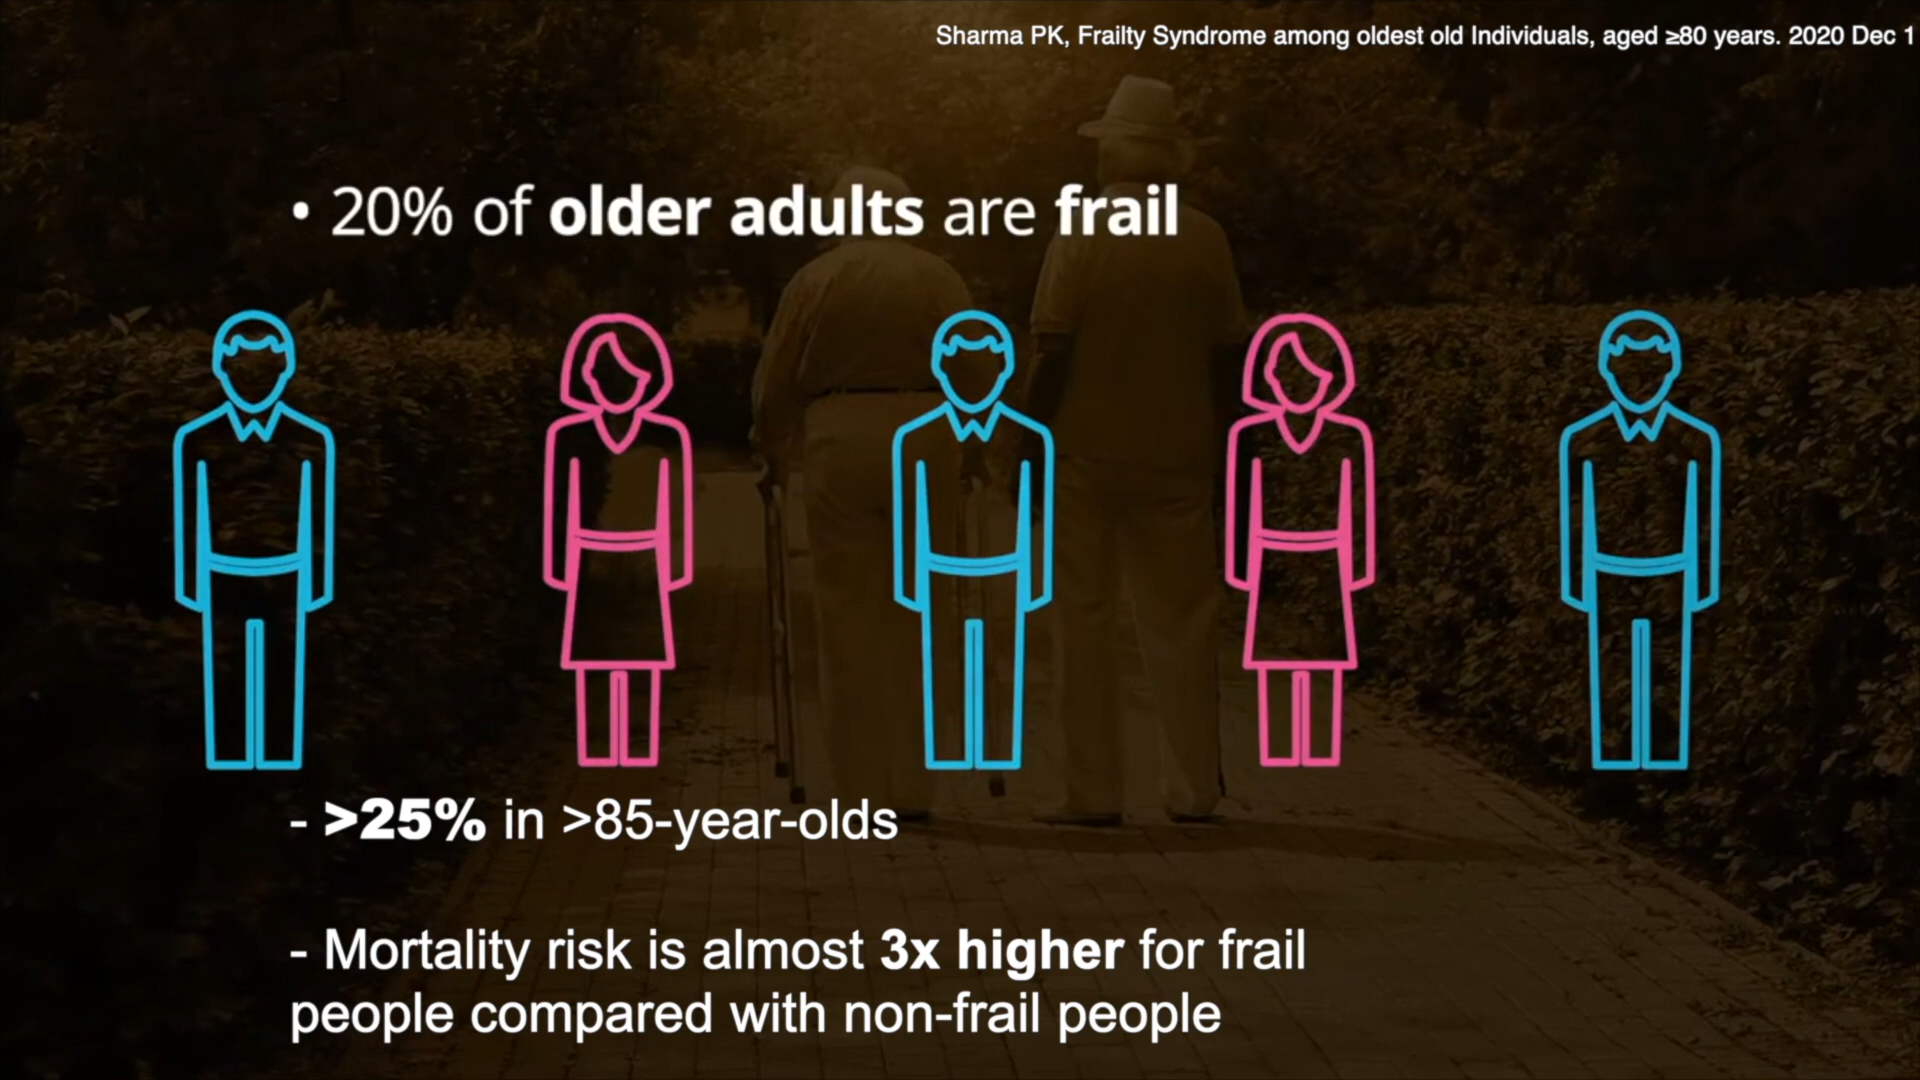 Sharma PK, Frailty Syndrome among oldest old Individuals, aged ≥80 years. 2020 Dec 1
• 20% of older adults are frail
- >25% in >85-year-olds
- Mortality risk is almost 3x higher for frail
people compared with non-frail people